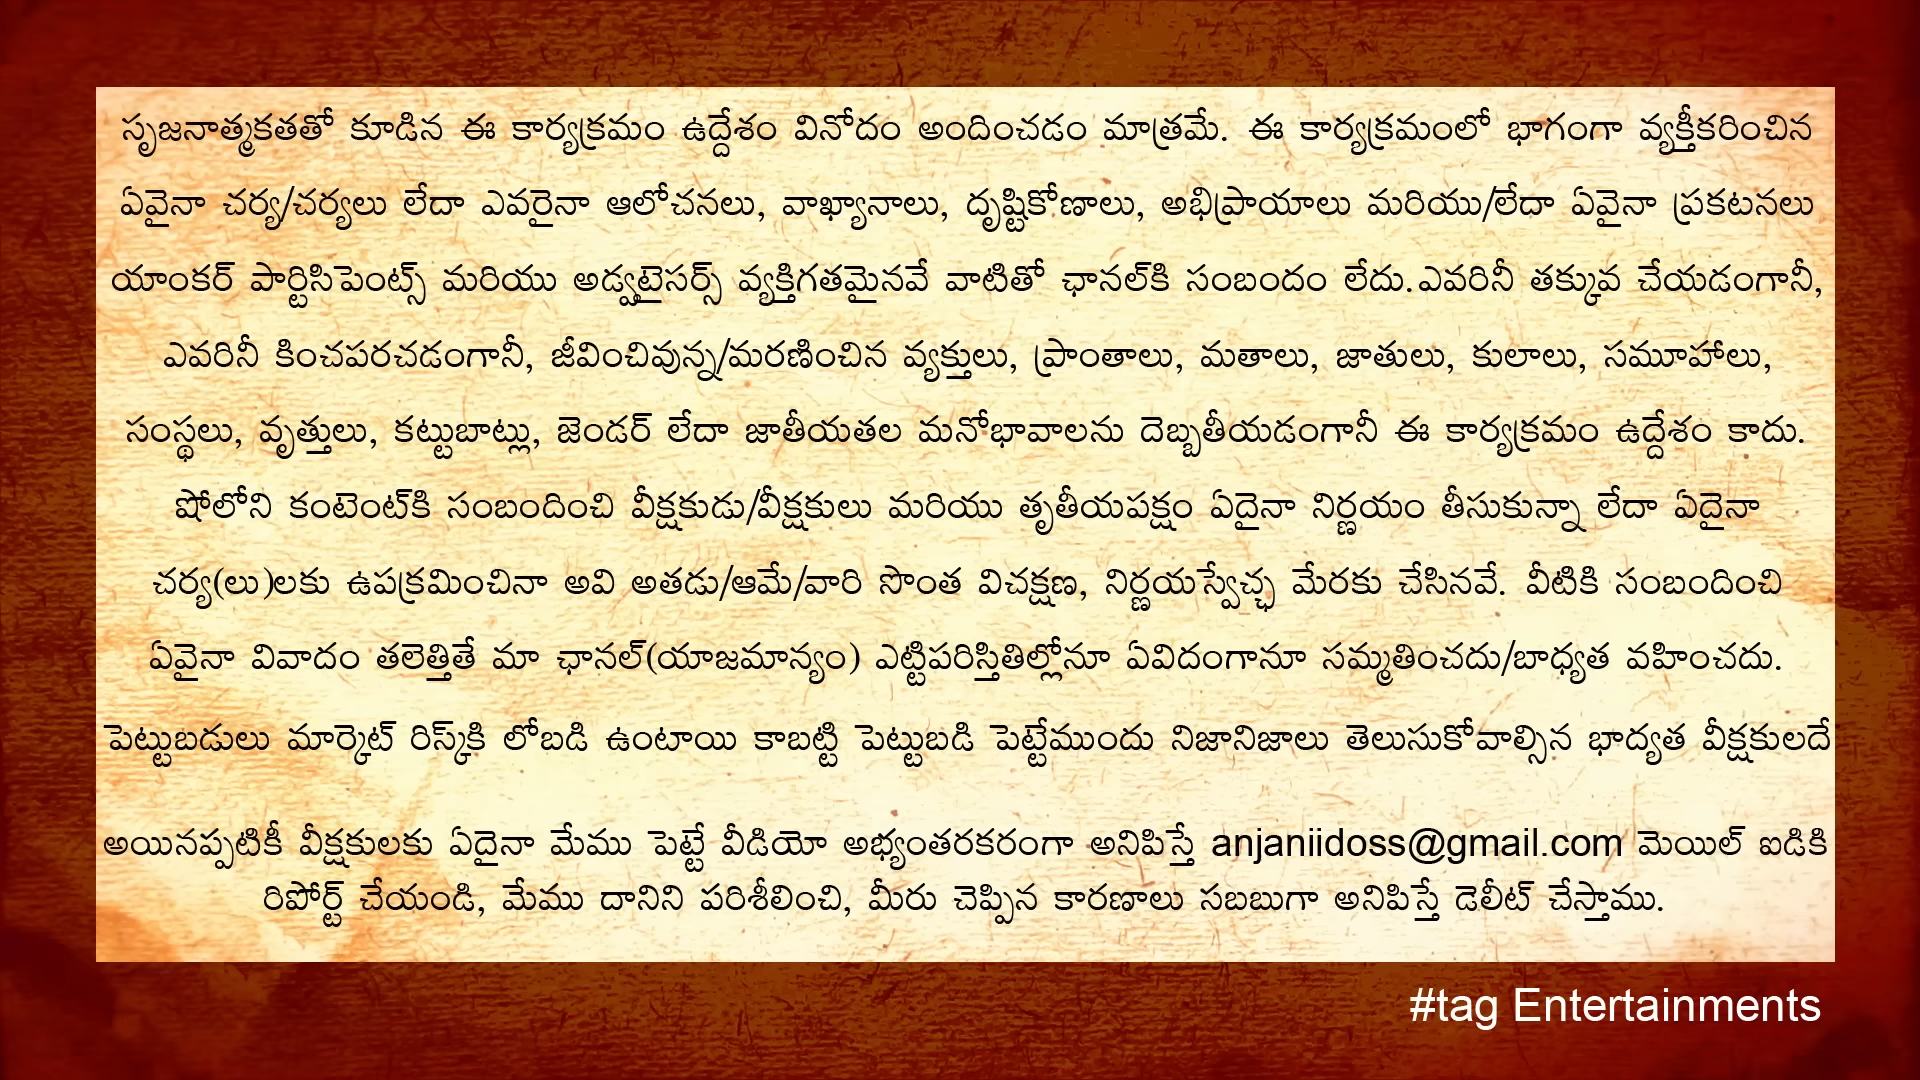 సృజనాత్మకతతో కూడిన ఈ కార్యక్రమం ఉద్దేశం వినోదం అందించడం మాత్రమే. ఈ కార్యక్రమంలో భాగంగా వ్యక్తీకరించిన
ఏవైనా చర్య/చర్యలు లేదా ఎవరైనా ఆలోచనలు, వాఖ్యానాలు, దృష్టికోణాలు, అభిప్రాయాలు మరియు/లేదా ఏవైనా ప్రకటనలు
యాంకర్ పార్టిసిపెంట్స్ మరియు అడ్వటైసర్స్ వ్యక్తిగతమైనవే వాటితో ఛానల్‌కి సంబందం లేదు.ఎవరినీ తక్కువ చేయడంగానీ,
ఎవరినీ కించపరచడంగానీ, జీవించివున్న/మరణించిన వ్యక్తులు, ప్రాంతాలు, మతాలు, జాతులు, కులాలు, సమూహాలు,
సంస్థలు, వృత్తులు, కట్టుబాట్లు, జెండర్ లేదా జాతీయతల మనోభావాలను దెబ్బతీయడంగానీ ఈ కార్యక్రమం ఉద్దేశం కాదు.
షోలోని కంటెంట్‌కి సంబందించి వీక్షకుడు/వీక్షకులు మరియు తృతీయపక్షం ఏదైనా నిర్ణయం తీసుకున్నా లేదా ఏదైనా
చర్య(లు)లకు ఉపక్రమించినా అవి అతడు/ఆమే/వారి సొంత విచక్షణ, నిర్ణయస్వేచ్ఛ మేరకు చేసినవే. వీటికి సంబందించి
ఏవైనా వివాదం తలెత్తితే మా ఛానల్(యాజమాన్యం) ఎట్టిపరిస్తితిల్లోనూ ఏవిదంగానూ సమ్మతించదు/బాధ్యత వహించదు.
పెట్టుబడులు మార్కెట్ రిస్క్‌కి లోబడి ఉంటాయి కాబట్టి పెట్టుబడి పెట్టేముందు నిజానిజాలు తెలుసుకోవాల్సిన భాద్యత వీక్షకులదే
అయినప్పటికీ వీక్షకులకు ఏదైనా మేము పెట్టే వీడియో అభ్యంతరకరంగా అనిపిస్తే anjaniidoss@gmail.com మెయిల్ ఐడికి
రిపోర్ట్ చేయండి, మేము దానిని పరిశీలించి, మీరు చెప్పిన కారణాలు సబబుగా అనిపిస్తే డెలీట్ చేస్తాము.
#tag Entertainments